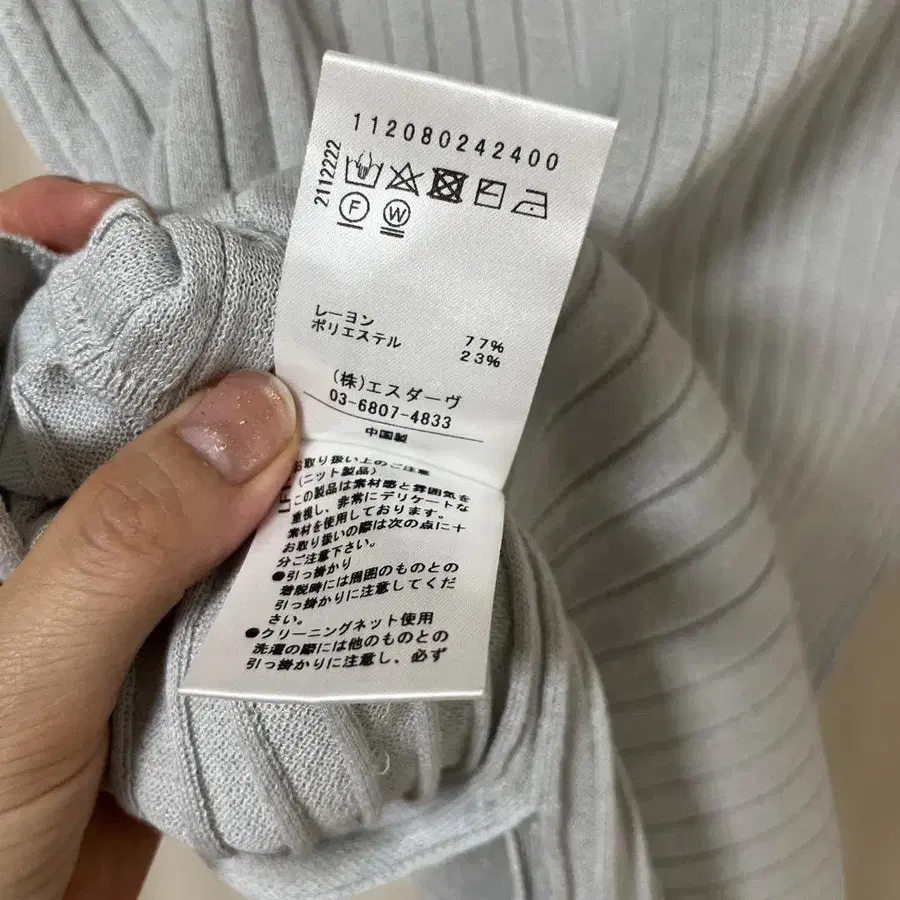 112080242400
2112222
F W
レーヨン 77%
ポリエステル 23%
(株)エスダーヴ
03-6807-4833
中国製
お取り扱い上のご注意
(ニット製品)
この製品は素材感と雰囲気を
重視し、非常にデリケートな
素材を使用しております。
お取扱いの際は次の点に十
分ご注意下さい。
●引っ掛かり
着脱時には周囲のものとの
引っ掛かりに注意してくだ
さい。
●クリーニングネット使用
洗濯の際には他のものとの
引っ掛かりに注意し、必ず